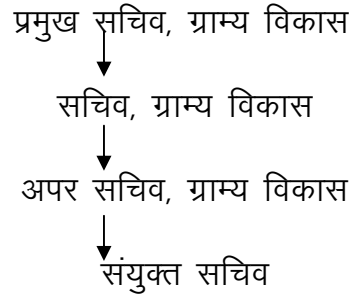 प्रमुख सचिव, ग्राम्य विकास
सचिव, ग्राम्य विकास
अपर सचिव, ग्राम्य विकास
संयुक्त सचिव